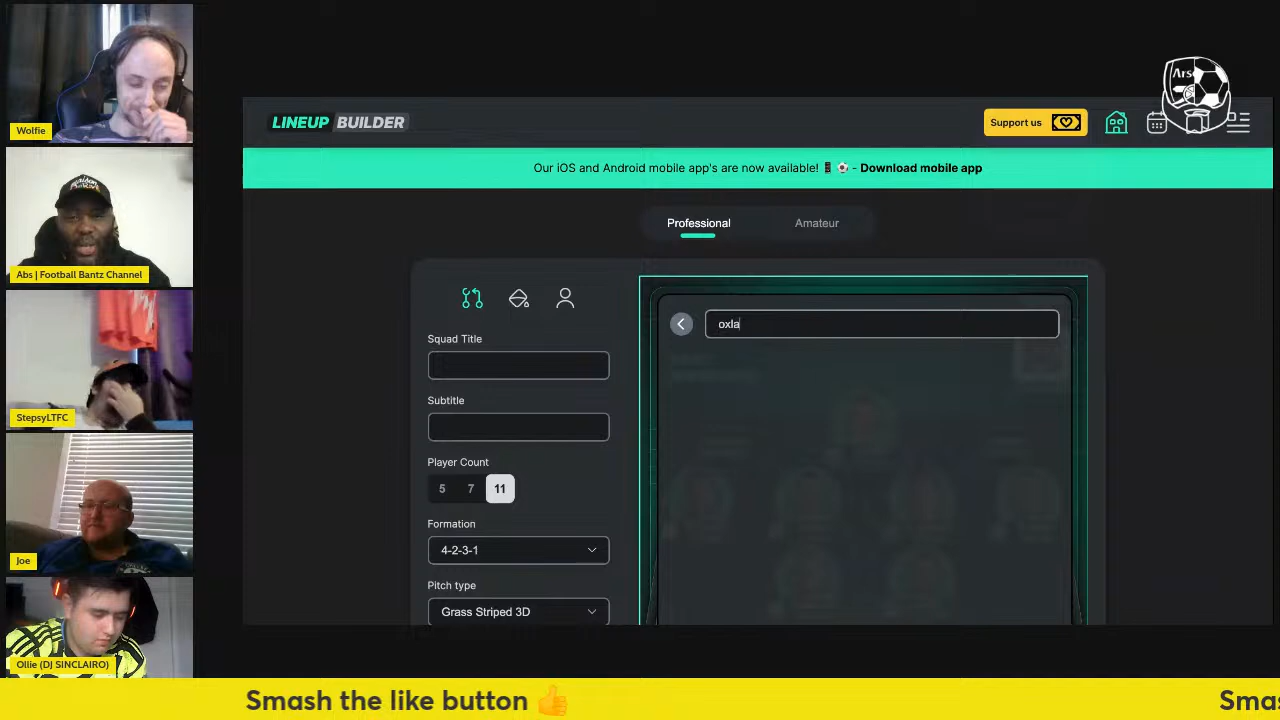 Wolfie
Abs | Football Bantz Channel
StepsyLTFC
Joe
Ollie (DJ SINCLAIRO)
LINEUP BUILDER
Support us
Arse
Our iOS and Android mobile app's are now available! 📱 ⚽ - Download mobile app
Professional
Amateur
Squad Title
Subtitle
Player Count
5 7 11
Formation
4-2-3-1
Pitch type
Grass Striped 3D
oxla
Smash the like button 👍
Smas